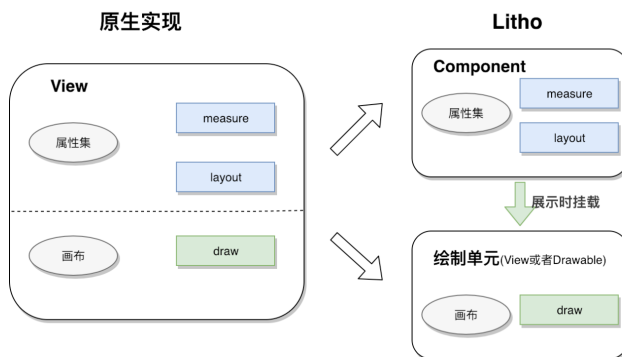 原生实现
Litho
View
属性集
measure
layout
画布
draw
Component
属性集
measure
layout
展示时挂载
绘制单元(View或者Drawable)
画布
draw